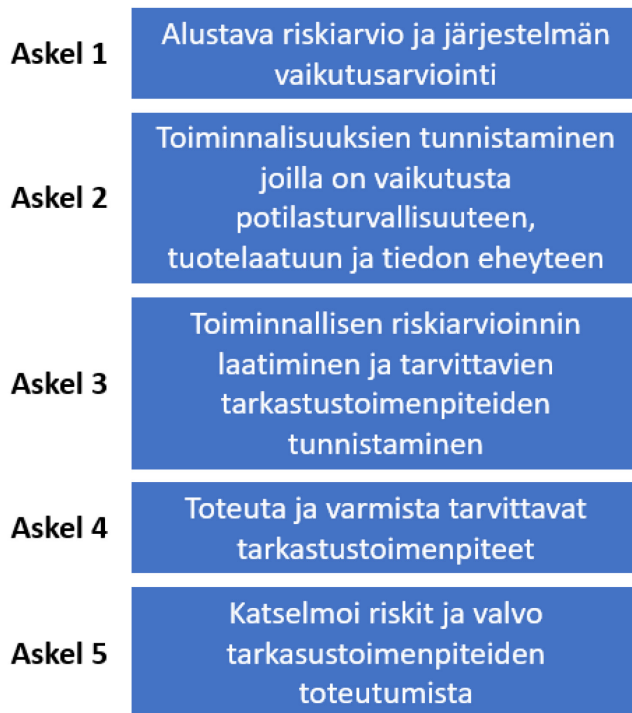 Askel 1
Alustava riskiarvio ja järjestelmän
vaikutusarviointi
Askel 2
Toiminnalisuuksien tunnistaminen
joilla on vaikutusta
potilasturvallisuuteen,
tuotelaatuun ja tiedon eheyteen
Askel 3
Toiminnallisen riskiarvioinnin
laatiminen ja tarvittavien
tarkastustoimenpiteiden
tunnistaminen
Askel 4
Toteuta ja varmista tarvittavat
tarkastustoimenpiteet
Askel 5
Katselmoi riskit ja valvo
tarkasustoimenpiteiden
toteutumista